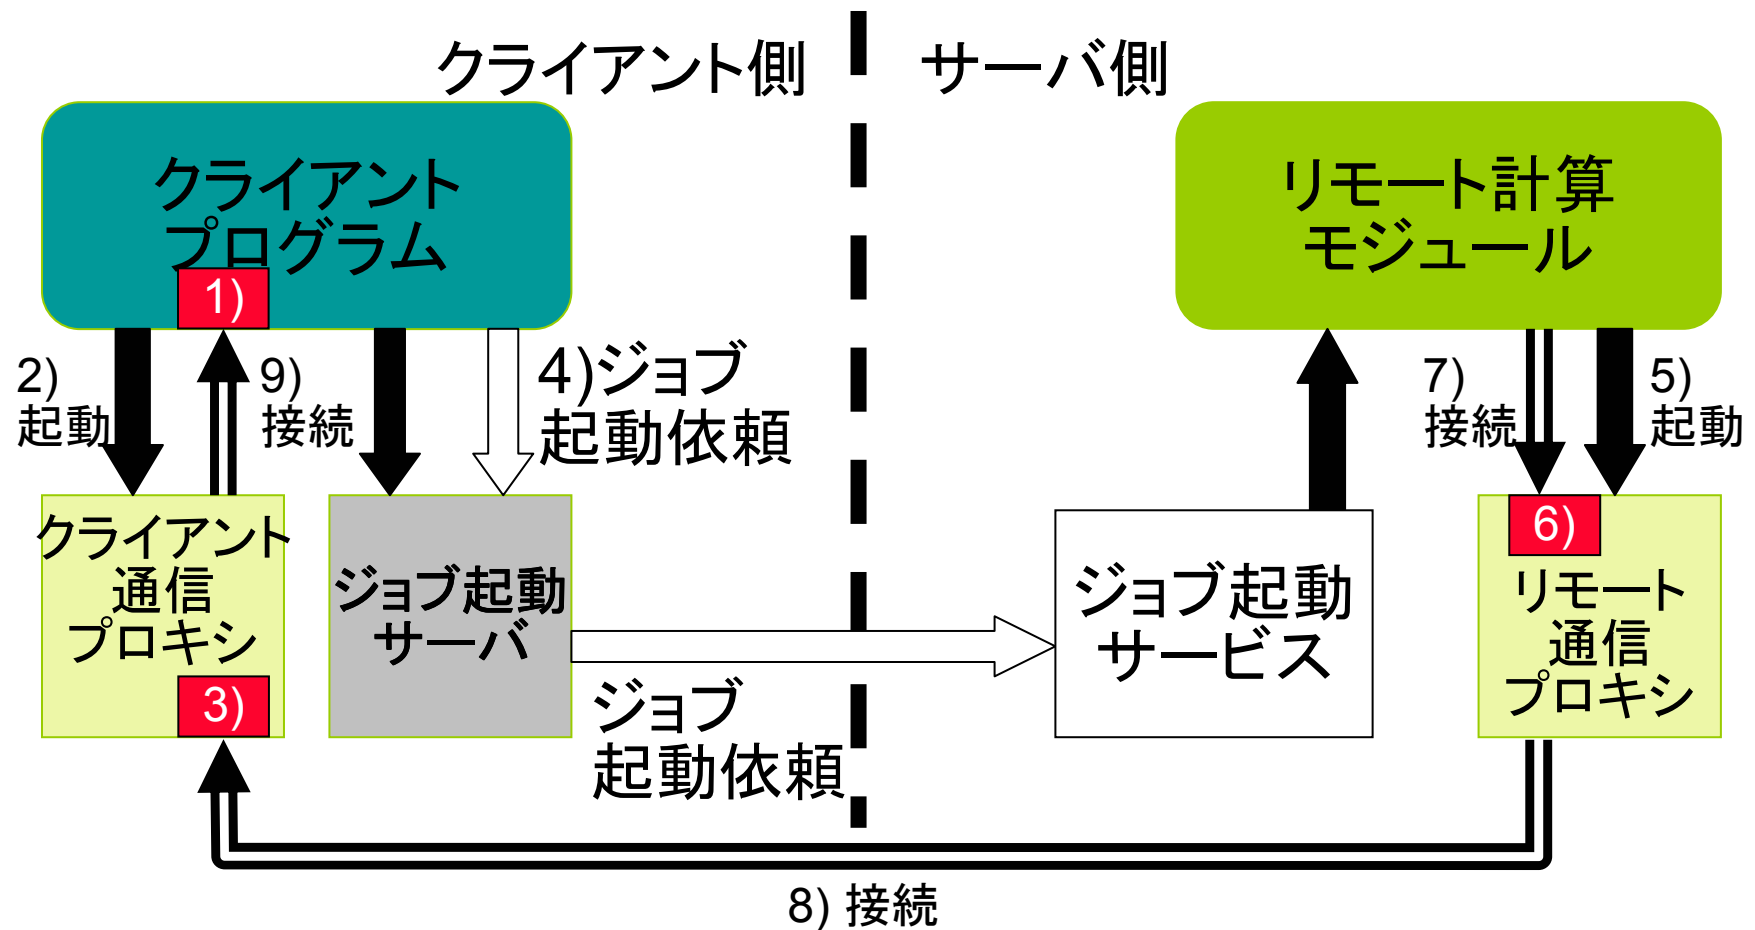 クライアント側
サーバ側
クライアント
プログラム
1)
リモート計算
モジュール
2)
起動
9)
接続
4)ジョブ
起動依頼
7)
接続
5)
起動
クライアント
通信
プロキシ
3)
ジョブ起動
サーバ
ジョブ
起動依頼
ジョブ起動
サービス
6)
リモート
通信
プロキシ
8) 接続